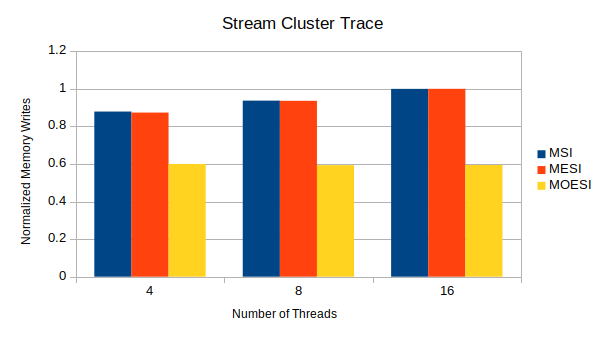 Stream Cluster Trace
Normalized Memory Writes
1.2
1
0.8
0.6
0.4
0.2
0
4
8
16
Number of Threads
MSI
MESI
MOESI